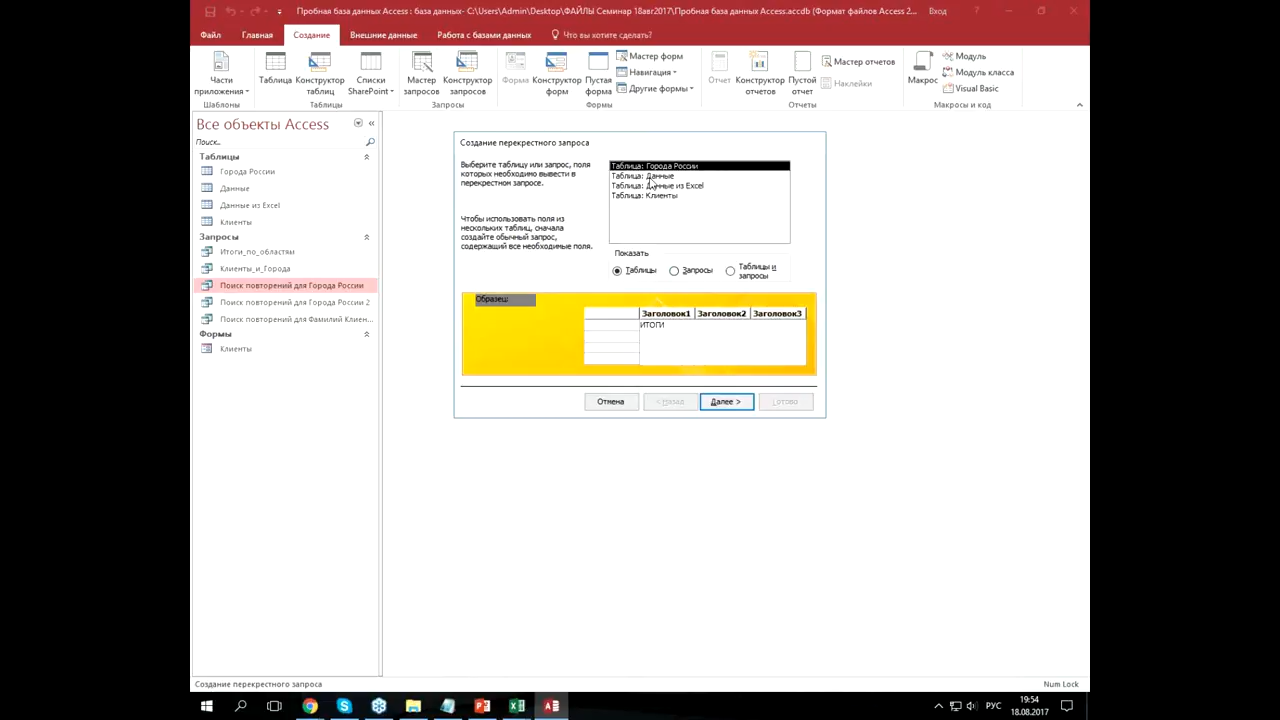 Пробная база данных Access : база данных- C:\Users\Admin\Desktop\ФАЙЛЫ Семинар 18авг2017\Пробная база данных Access.accdb (Формат файлов Access 2... Вход
Файл Главная Создание Внешние данные Работа с базами данных Что вы хотите сделать?
Части приложения
Таблица
Конструктор таблиц
Списки SharePoint
Мастер запросов
Конструктор запросов
Форма
Конструктор форм
Пустая форма
Мастер форм
Навигация
Другие формы
Отчет
Конструктор отчетов
Пустой отчет
Мастер отчетов
Наклейки
Макрос
Модуль
Модуль класса
Visual Basic
Шаблоны Таблицы Запросы Формы Отчеты Макросы и код
Все объекты Access
Поиск..
Таблицы
Города России
Данные
Данные из Excel
Клиенты
Запросы
Итоги_по_областям
Клиенты_и_Города
Поиск повторений для Города России
Поиск повторений для Города России 2
Поиск повторений для Фамилий Клиен...
Формы
Клиенты
Создание перекрестного запроса
Выберите таблицу или запрос, поля
которых необходимо вывести в
перекрестном запросе.
Чтобы использовать поля из
нескольких таблиц, сначала
создайте обычный запрос,
содержащий все необходимые поля.
Таблица: Города России
Таблица: Данные
Таблица: Данные из Excel
Таблица: Клиенты
Показать
Таблицы Запросы Таблицы и запросы
Образец:
Заголовок1 Заголовок2 Заголовок3
ИТОГИ
Отмена < Назад Далее > Готово
Создание перекрестного запроса Num Lock
РУС
19:54
18.08.2017